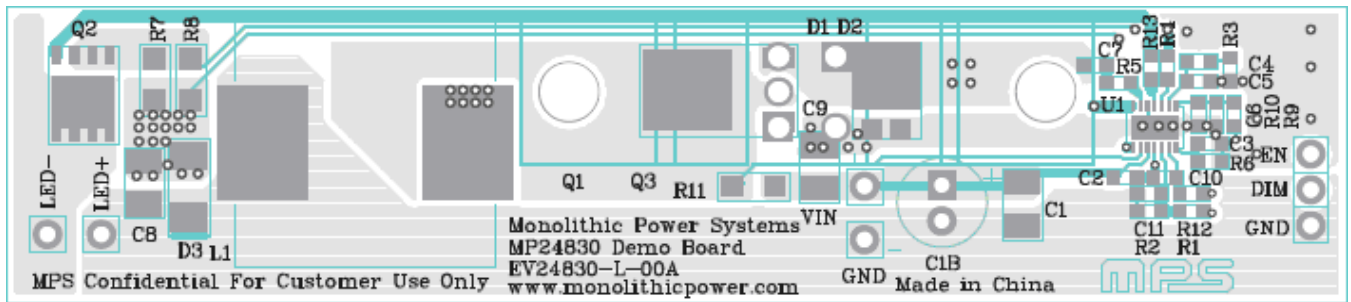 Q2
R7
R8
D1 D2
R13
R1
R3
C7
R5
C4
C5
U1
C9
C6
R10
R9
C3
R6
EN
LED-
LED+
Q1
Q3
R11
C2
C10
DIM
VIN
C1
C8
GND
D3
L1
C11
R12
R2
R1
GND
C1B
Monolithic Power Systems
MP24830 Demo Board
EV24830-L-00A
www.monolithicpower.com
MPS Confidential For Customer Use Only
Made in China
MPS